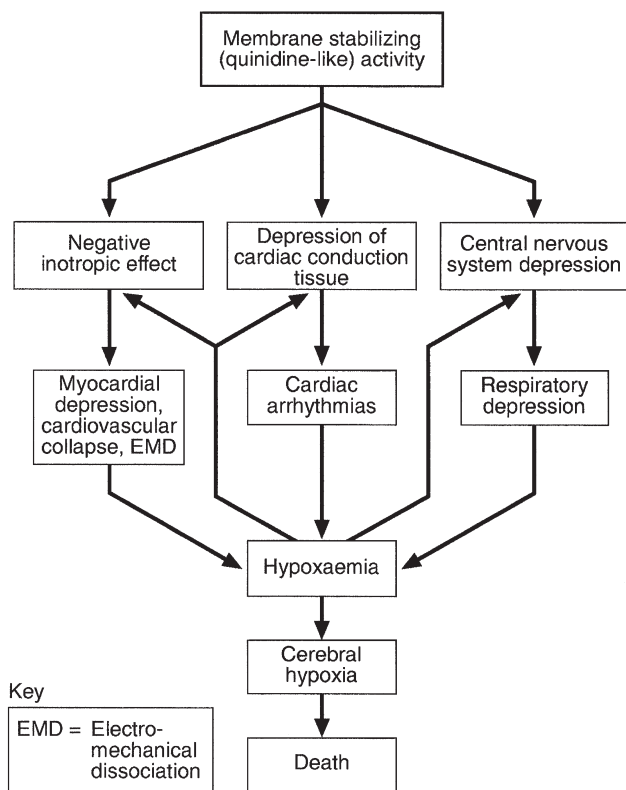 Membrane stabilizing
(quinidine-like) activity
Negative
inotropic effect
Depression of
cardiac conduction
tissue
Central nervous
system depression
Myocardial
depression,
cardiovascular
collapse, EMD
Cardiac
arrhythmias
Respiratory
depression
Hypoxaemia
Cerebral
hypoxia
Death
Key
EMD = Electro-
mechanical
dissociation